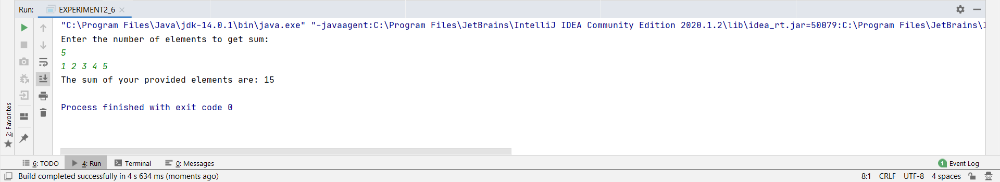 Run: EXPERIMENT2_6
"C:\Program Files\Java\jdk-14.0.1\bin\java.exe" "-javaagent:C:\Program Files\JetBrains\IntelliJ IDEA Community Edition 2020.1.2\lib\idea_rt.jar=50079:C:\Program Files\JetBrains\
Enter the number of elements to get sum:
5
1 2 3 4 5
The sum of your provided elements are: 15
Process finished with exit code 0
2: Favorites
6: TODO 4: Run Terminal 0: Messages 1 Event Log
Build completed successfully in 4 s 634 ms (moments ago) 8:1 CRLF UTF-8 4 spaces